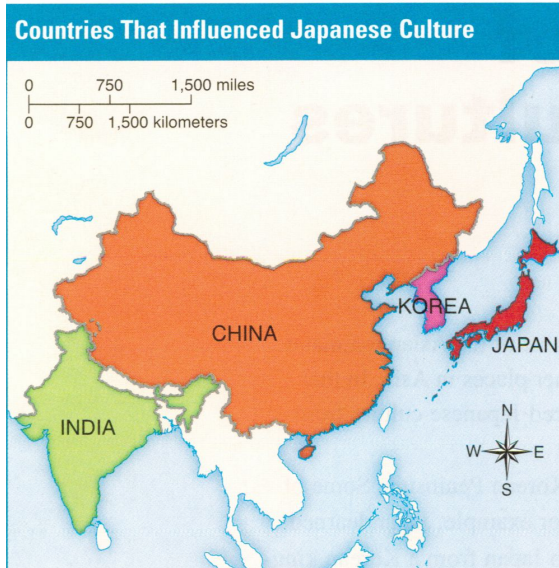 Countries That Influenced Japanese Culture
0 750 1,500 miles
0 750 1,500 kilometers
CHINA
KOREA
JAPAN
INDIA
N
W E
S